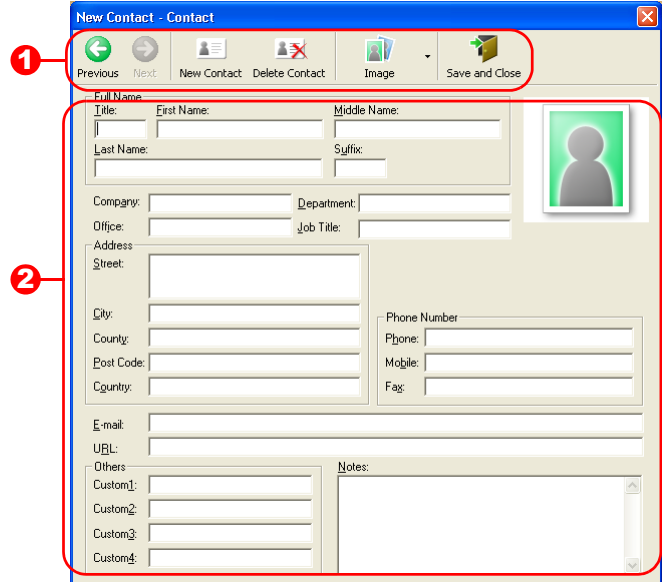 New Contact - Contact
1
Previous Next New Contact Delete Contact Image Save and Close
2
Full Name
Title: First Name: Middle Name:
Last Name: Suffix:
Company: Department:
Office: Job Title:
Address
Street:
City:
Phone Number
County: Phone:
Post Code: Mobile:
Country: Fax:
E-mail:
URL:
Others Notes:
Custom1:
Custom2:
Custom3:
Custom4: